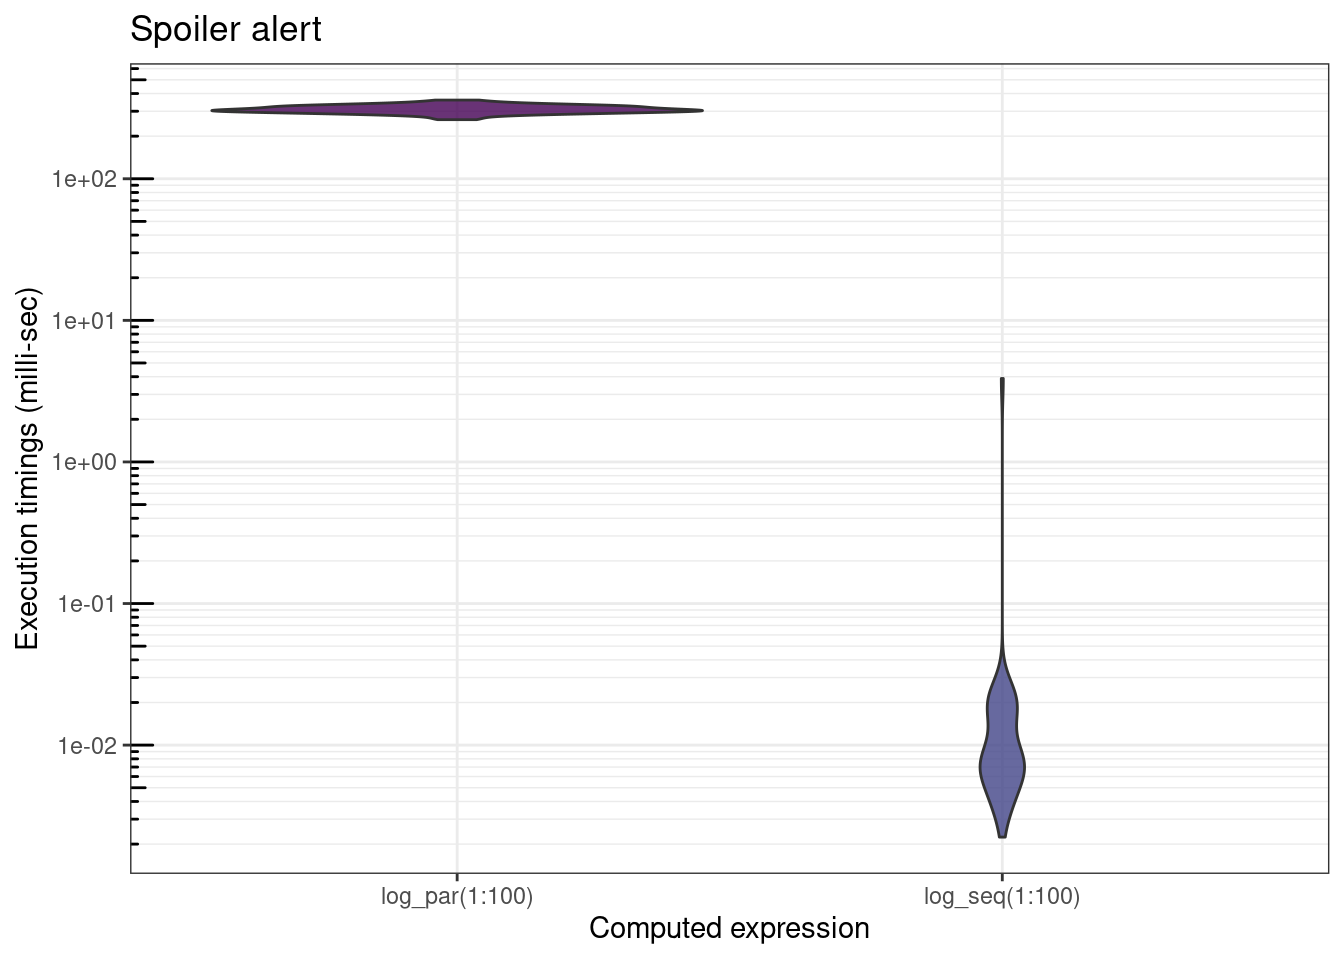 Spoiler alert
Execution timings (milli-sec)
1e+02
1e+01
1e+00
1e-01
1e-02
log_par(1:100)
log_seq(1:100)
Computed expression